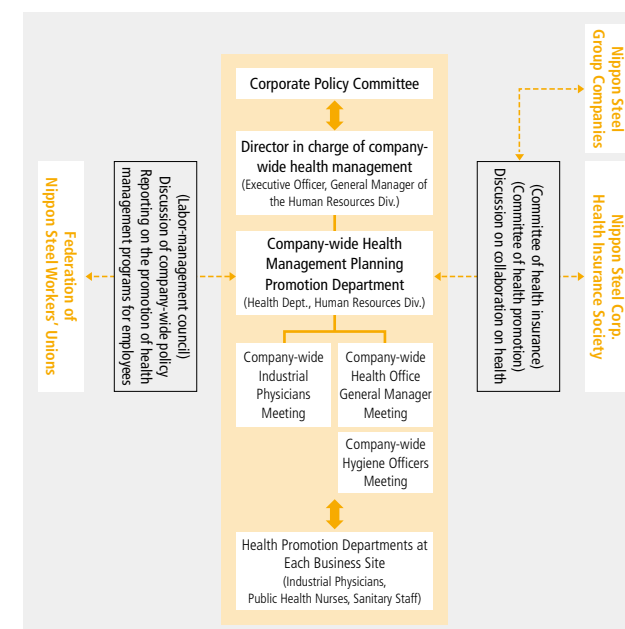 Corporate Policy Committee
Director in charge of company-
wide health management
(Executive Officer, General Manager of
the Human Resources Div.)
Company-wide Health
Management Planning
Promotion Department
(Health Dept., Human Resources Div.)
Company-wide
Industrial
Physicians
Meeting
Company-wide
Health Office
General Manager
Meeting
Company-wide
Hygiene Officers
Meeting
Health Promotion Departments at
Each Business Site
(Industrial Physicians,
Public Health Nurses, Sanitary Staff)
Federation of
Nippon Steel Workers' Unions
(Labor-management council)
Discussion of company-wide policy
Reporting on the promotion of health
management programs for employees
(Committee of health insurance)
(Committee of health promotion)
Discussion on collaboration on health
Nippon Steel
Group Companies
Nippon Steel Corp.
Health Insurance Society